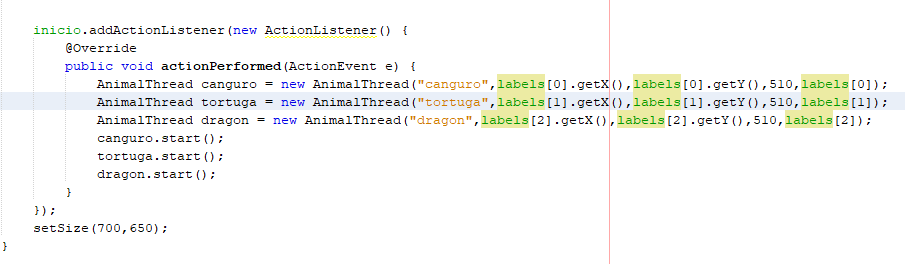 inicio.addActionListener(new ActionListener() {
@Override
public void actionPerformed(ActionEvent e) {
AnimalThread canguro = new AnimalThread("canguro",labels[0].getX(),labels[0].getY(),510,labels[0]);
AnimalThread tortuga = new AnimalThread("tortuga",labels[1].getX(),labels[1].getY(),510,labels[1]);
AnimalThread dragon = new AnimalThread("dragon",labels[2].getX(),labels[2].getY(),510,labels[2]);
canguro.start();
tortuga.start();
dragon.start();
}
});
setSize(700,650);
}